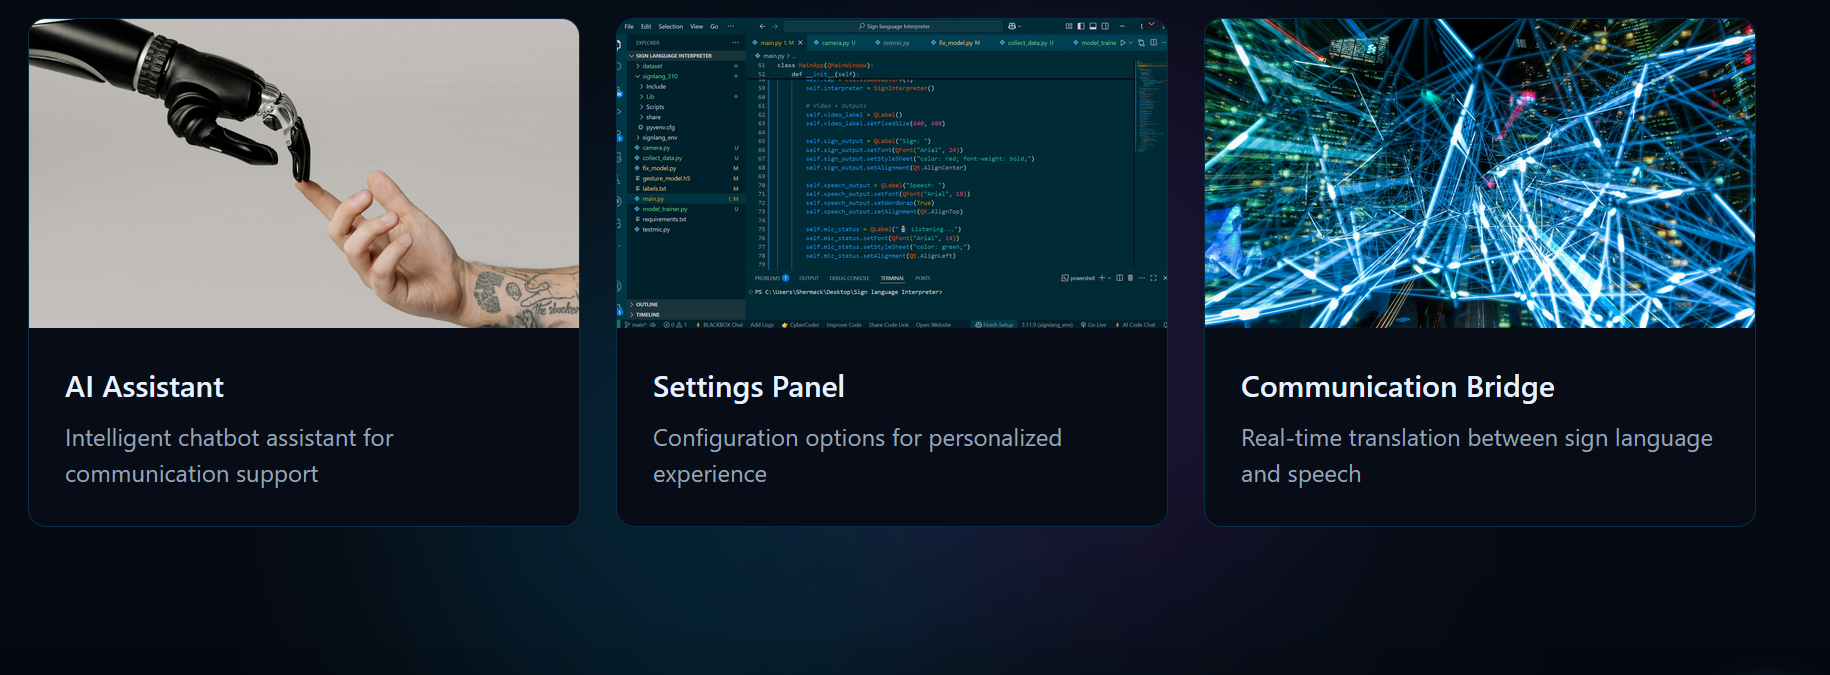 the shocker
File Edit Selection View Go ···
Sign language Interpreter
EXPLORER ···
SIGN LANGUAGE INTERPRETER
dataset
signlang_310
Include
Lib
Scripts
share
pyvenv.cfg
signlang_env
camera.py U
collect_data.py U
fix_model.py M
gesture_model.h5 M
labels.txt M
main.py 1, M
model_trainer.py U
requirements.txt
testmic.py
OUTLINE
TIMELINE
main.py 1, M camera.py U testmic.py fix_model.py M collect_data.py U model_traine
main.py > ...
51 class MainApp(QMainWindow):
52 def __init__(self):
59 self.interpreter = SignInterpreter()
60
61 # Video + Outputs
62 self.video_label = QLabel()
63 self.video_label.setFixedSize(640, 480)
64
65 self.sign_output = QLabel("Sign: ")
66 self.sign_output.setFont(QFont("Arial", 24))
67 self.sign_output.setStyleSheet("color: red; font-weight: bold;")
68 self.sign_output.setAlignment(Qt.AlignCenter)
69
70 self.speech_output = QLabel("Speech: ")
71 self.speech_output.setFont(QFont("Arial", 18))
72 self.speech_output.setWordWrap(True)
73 self.speech_output.setAlignment(Qt.AlignTop)
74
75 self.mic_status = QLabel("🎙 Listening...")
76 self.mic_status.setFont(QFont("Arial", 14))
77 self.mic_status.setStyleSheet("color: green;")
78 self.mic_status.setAlignment(Qt.AlignLeft)
79
PROBLEMS 1 OUTPUT DEBUG CONSOLE TERMINAL PORTS powershell
PS C:\Users\Shermack\Desktop\Sign language Interpreter>
main* 0 1 BLACKBOX Chat Add Logs CyberCoder Improve Code Share Code Link Open Website Finish Setup 3.11.9 (signlang_env) Go Live AI Code Chat
AI Assistant
Intelligent chatbot assistant for
communication support
Settings Panel
Configuration options for personalized
experience
Communication Bridge
Real-time translation between sign language
and speech